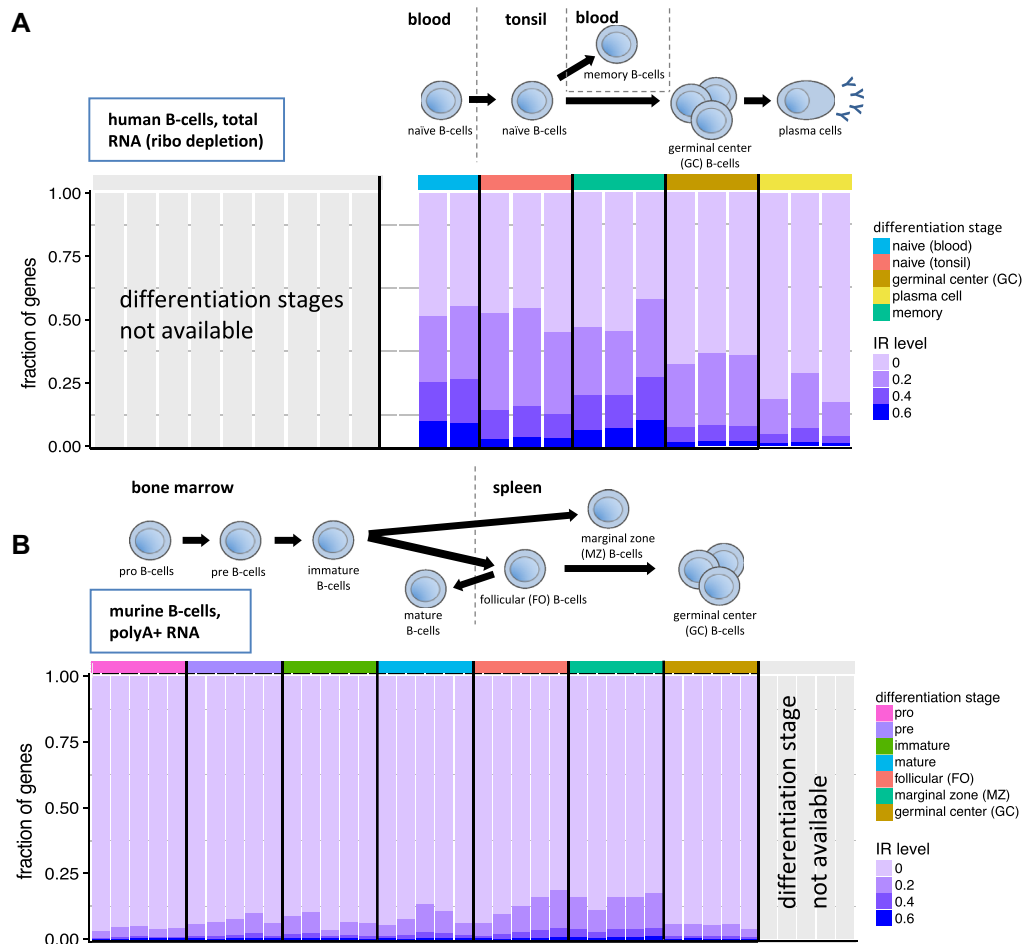 A
blood
tonsil
blood
memory B-cells
naïve B-cells
naïve B-cells
germinal center
(GC) B-cells
plasma cells
human B-cells, total
RNA (ribo depletion)
1.00
0.75
0.50
0.25
0.00
fraction of genes
differentiation stages
not available
differentiation stage
naive (blood)
naive (tonsil)
germinal center (GC)
plasma cell
memory
IR level
0
0.2
0.4
0.6
B
bone marrow
spleen
pro B-cells
pre B-cells
immature
B-cells
mature
B-cells
follicular (FO) B-cells
marginal zone
(MZ) B-cells
germinal center
(GC) B-cells
murine B-cells,
polyA+ RNA
1.00
0.75
0.50
0.25
0.00
fraction of genes
differentiation stage
not available
differentiation stage
pro
pre
immature
mature
follicular (FO)
marginal zone (MZ)
germinal center (GC)
IR level
0
0.2
0.4
0.6